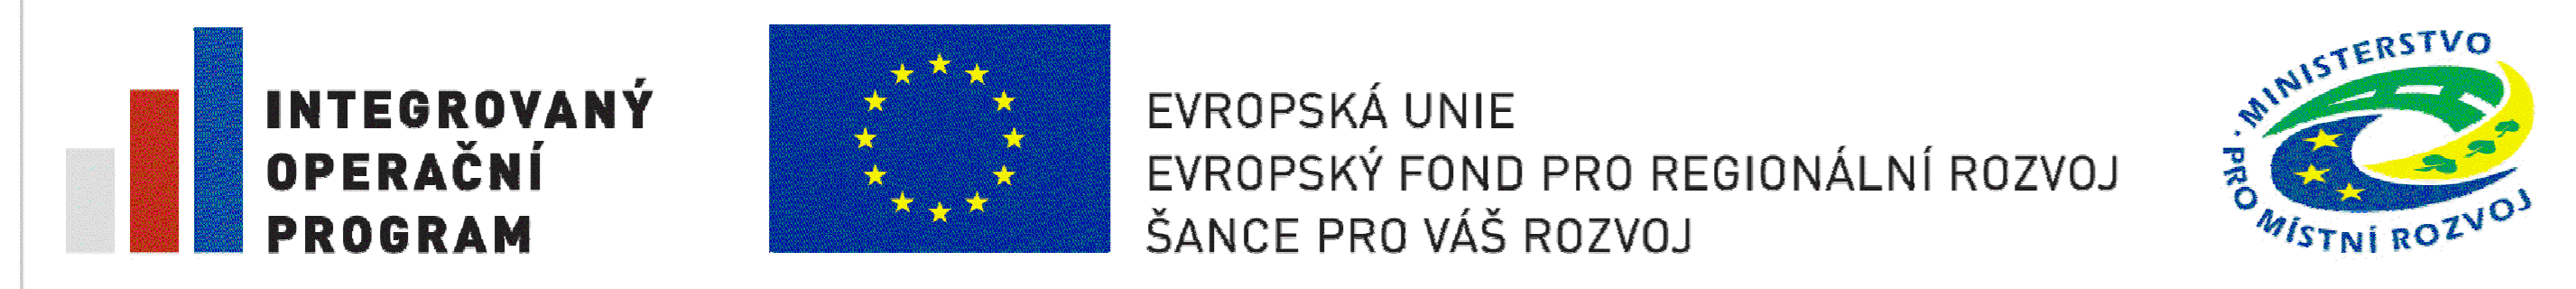 INTEGROVANÝ
OPERAČNÍ
PROGRAM
EVROPSKÁ UNIE
EVROPSKÝ FOND PRO REGIONÁLNÍ ROZVOJ
ŠANCE PRO VÁŠ ROZVOJ
MINISTERSTVO
PRO MÍSTNÍ ROZVOJ